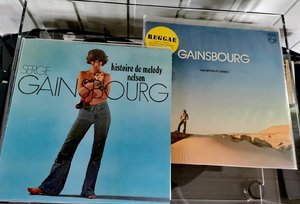 SERGE
GAINSBOURG
histoire de melody
nelson
REGGAE
GAINSBOURG